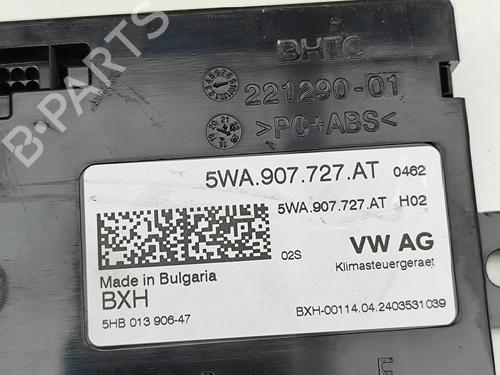 BHTC
221290-01
>PC+ABS<
5WA.907.727.AT 0462
5WA.907.727.AT H02
02S
VW AG
Made in Bulgaria
Klimasteuergeraet
BXH
5HB 013 906-47
BXH-00114.04.2403531039
B-PARTS